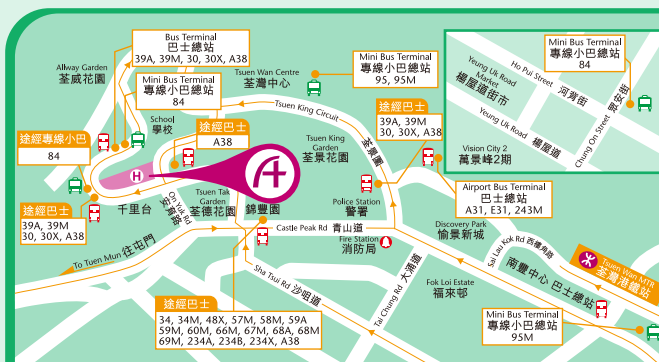 Bus Terminal
巴士總站
39A, 39M, 30, 30X, A38
Allway Garden
荃威花園
Mini Bus Terminal
專線小巴總站
84
School
學校
途經專線小巴
84
途經巴士
A38
Tsuen Wan Centre
荃灣中心
Mini Bus Terminal
專線小巴總站
95, 95M
Tsuen King Circuit
途經巴士
39A, 39M
30, 30X, A38
Tsuen King
Garden
荃景花園
荃景圍
H
千里台
途經巴士
39A, 39M
30, 30X, A38
On Yuk Rd
安育路
Tsuen Tak
Garden
荃德花園
錦豐園
Police Station
警署
Castle Peak Rd 青山道
Fire Station
消防局
To Tuen Mun 往屯門
Sha Tsui Rd 沙咀道
Tai Chung Rd 大涌道
途經巴士
34, 34M, 48X, 57M, 58M, 59A
59M, 60M, 66M, 67M, 68A, 68M
69M, 234A, 234B, 234X, A38
Airport Bus Terminal
巴士總站
A31, E31, 243M
Discovery Park
愉景新城
Sai Lau Kok Rd 西樓角路
Tsuen Wan MTR
荃灣港鐵站
南豐中心 巴士總站
Fok Loi Estate
福來邨
Mini Bus Terminal
專線小巴總站
95M
Yeung Uk Road
Market
楊屋道街市
Ho Pui Street 河背街
Mini Bus Terminal
專線小巴總站
84
Yeung Uk Road 楊屋道
Chung On Street 眾安街
Vision City 2
萬景峰2期